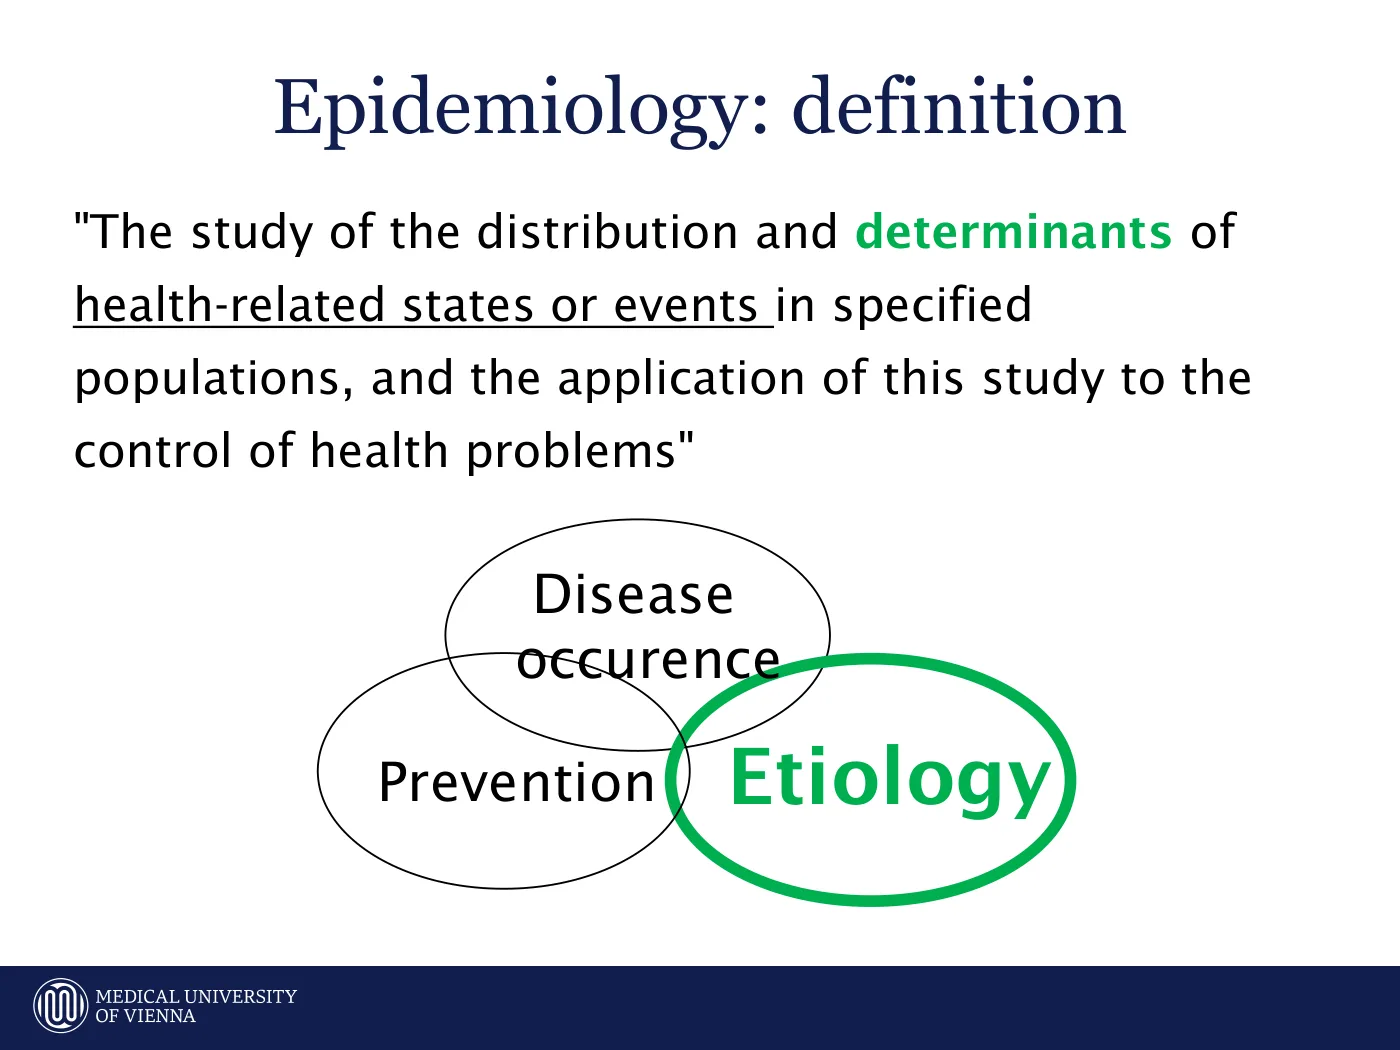 Epidemiology: definition
"The study of the distribution and determinants of
health-related states or events in specified
populations, and the application of this study to the
control of health problems"
Disease
occurence
Prevention
Etiology
MEDICAL UNIVERSITY
OF VIENNA